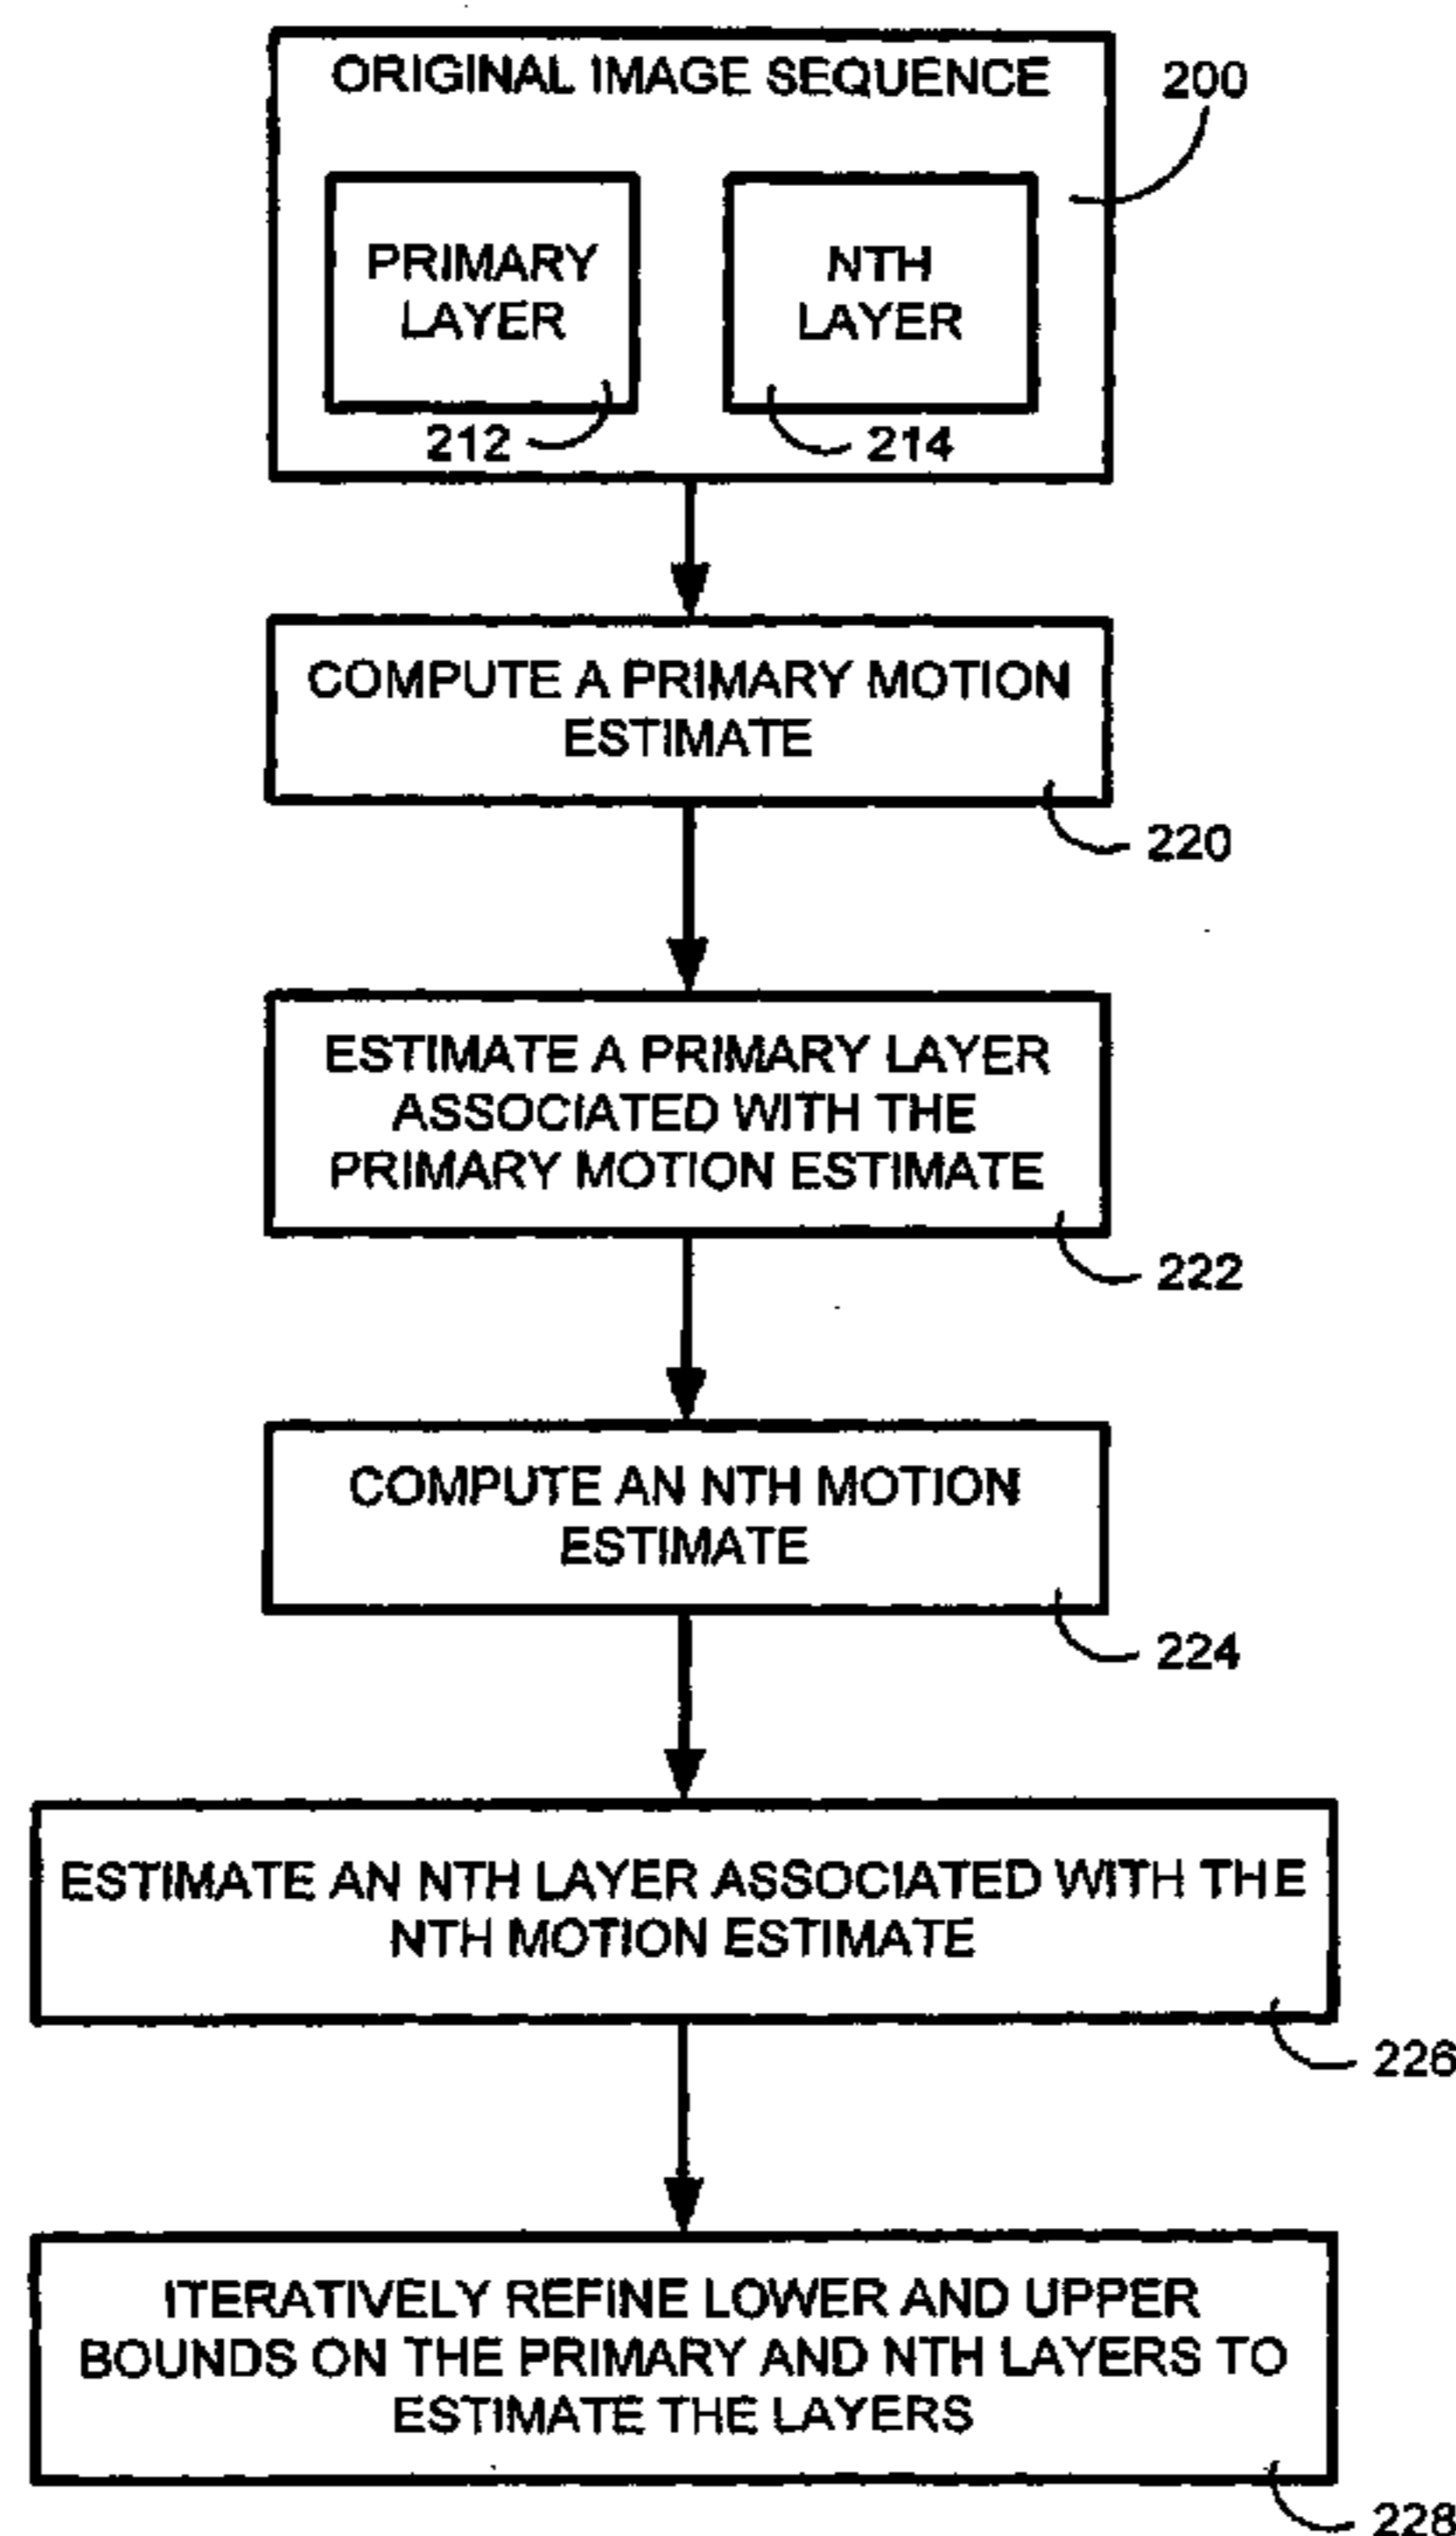 ORIGINAL IMAGE SEQUENCE
200
PRIMARY
LAYER
212
NTH
LAYER
214
COMPUTE A PRIMARY MOTION
ESTIMATE
220
ESTIMATE A PRIMARY LAYER
ASSOCIATED WITH THE
PRIMARY MOTION ESTIMATE
222
COMPUTE AN NTH MOTION
ESTIMATE
224
ESTIMATE AN NTH LAYER ASSOCIATED WITH THE
NTH MOTION ESTIMATE
226
ITERATIVELY REFINE LOWER AND UPPER
BOUNDS ON THE PRIMARY AND NTH LAYERS TO
ESTIMATE THE LAYERS
228